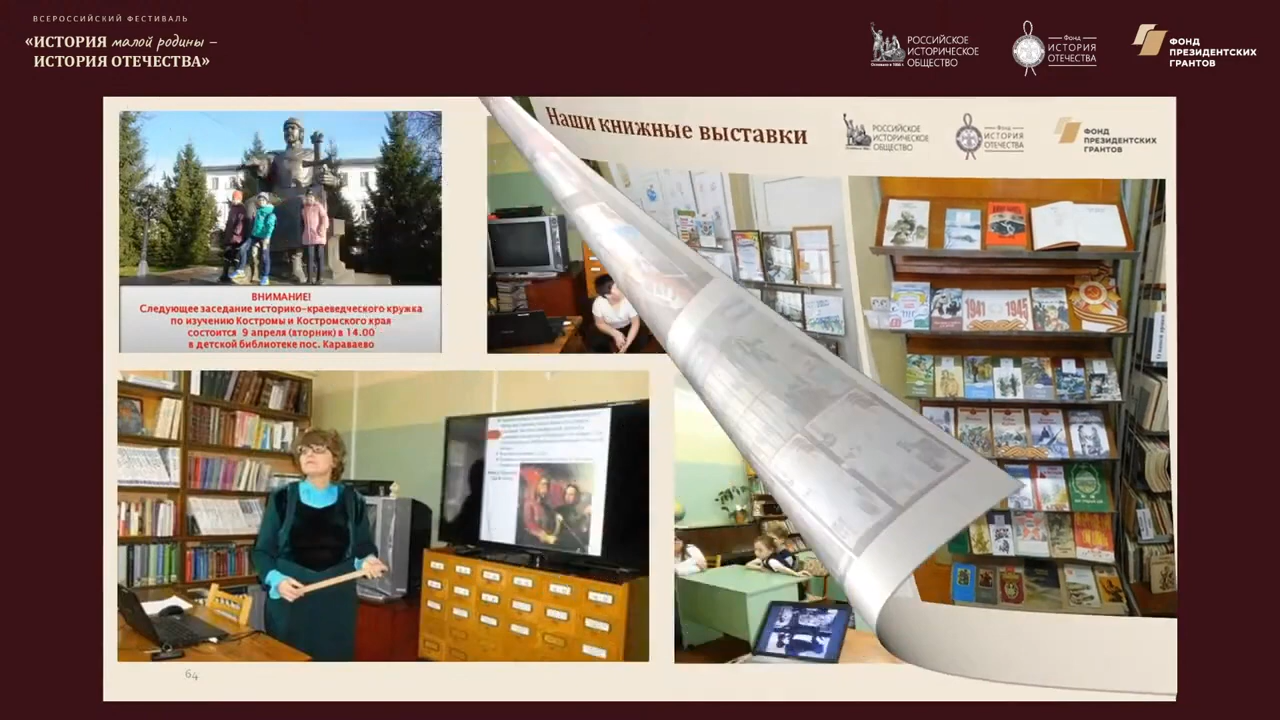 ВСЕРОССИЙСКИЙ ФЕСТИВАЛЬ
«ИСТОРИЯ малой родины –
ИСТОРИЯ ОТЕЧЕСТВА»
РОССИЙСКОЕ
ИСТОРИЧЕСКОЕ
ОБЩЕСТВО
Фонд
ИСТОРИЯ
ОТЕЧЕСТВА
ФОНД
ПРЕЗИДЕНТСКИХ
ГРАНТОВ
Наши книжные выставки
РОССИЙСКОЕ
ИСТОРИЧЕСКОЕ
ОБЩЕСТВО
ИСТОРИЯ
ОТЕЧЕСТВА
ФОНД
ПРЕЗИДЕНТСКИХ
ГРАНТОВ
ВНИМАНИЕ!
Следующее заседание историко-краеведческого кружка
по изучению Костромы и Костромского края
состоится 9 апреля (вторник) в 14.00
в детской библиотеке пос. Караваево
1941 1945
64